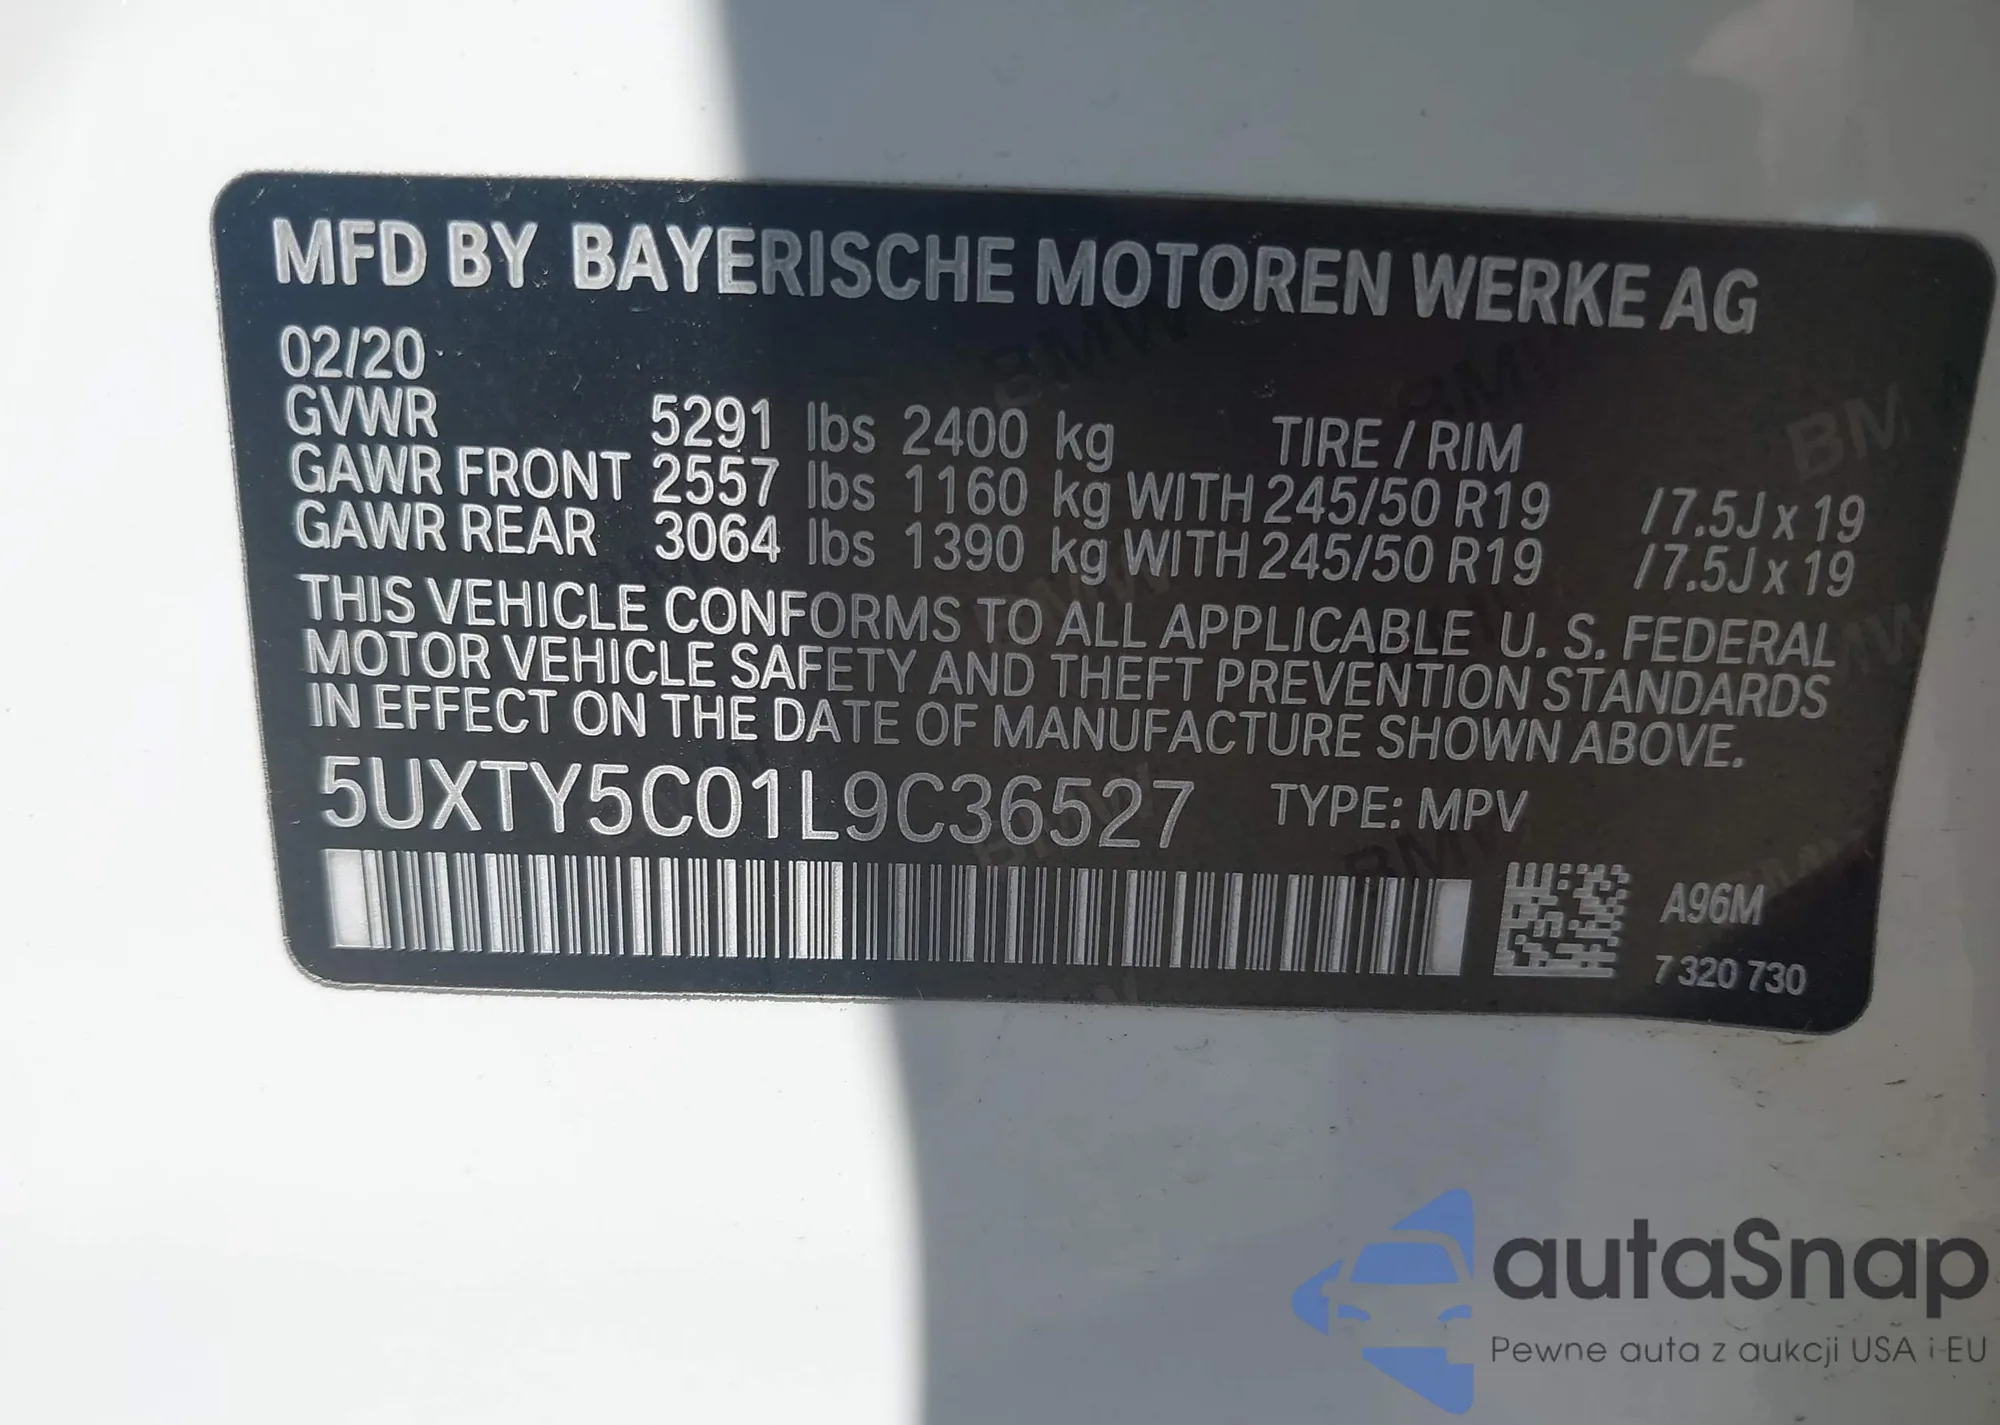 MFD BY BAYERISCHE MOTOREN WERKE AG
02/20
GVWR 5291 lbs 2400 kg TIRE / RIM
GAWR FRONT 2557 lbs 1160 kg WITH 245/50 R19 /7.5J x 19
GAWR REAR 3064 lbs 1390 kg WITH 245/50 R19 /7.5J x 19
THIS VEHICLE CONFORMS TO ALL APPLICABLE U. S. FEDERAL
MOTOR VEHICLE SAFETY AND THEFT PREVENTION STANDARDS
IN EFFECT ON THE DATE OF MANUFACTURE SHOWN ABOVE.
5UXTY5C01L9C36527 TYPE: MPV
A96M
7 320 730
autaSnap
Pewne auta z aukcji USA i EU